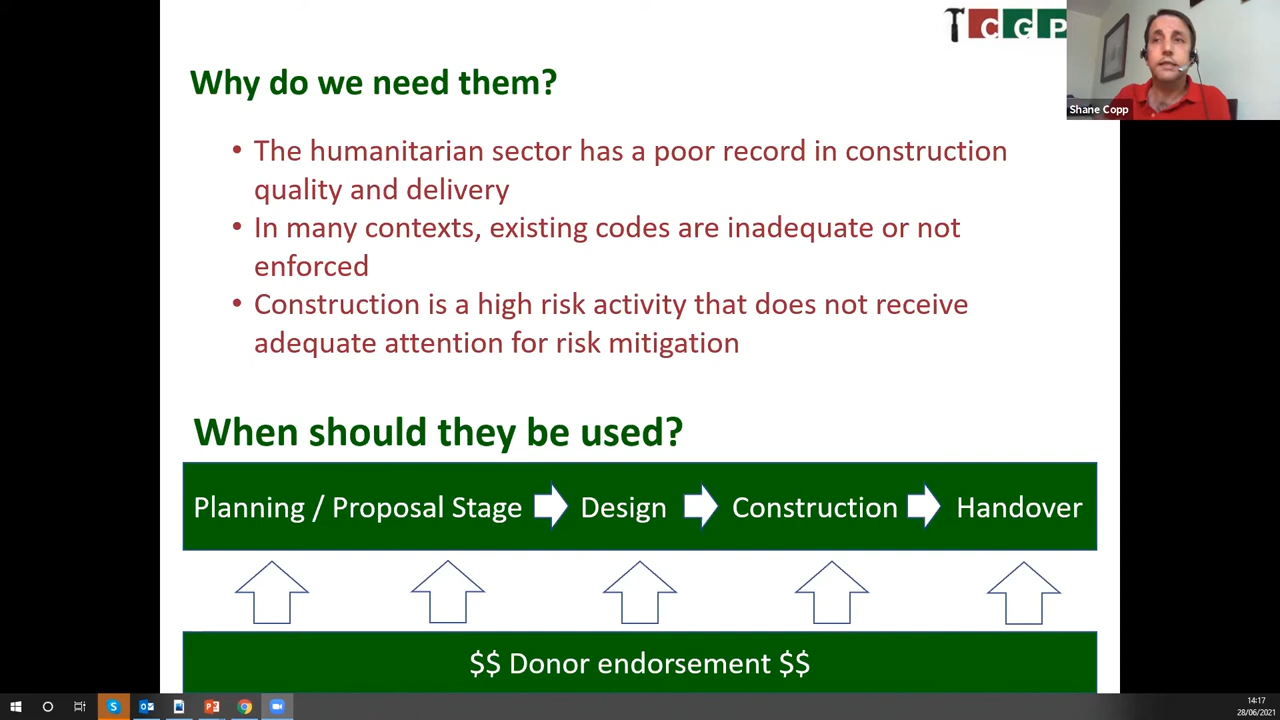 CGP
Why do we need them?
Shane Copp
• The humanitarian sector has a poor record in construction
quality and delivery
• In many contexts, existing codes are inadequate or not
enforced
• Construction is a high risk activity that does not receive
adequate attention for risk mitigation
When should they be used?
Planning / Proposal Stage Design Construction Handover
$$ Donor endorsement $$
14:17
28/06/2021